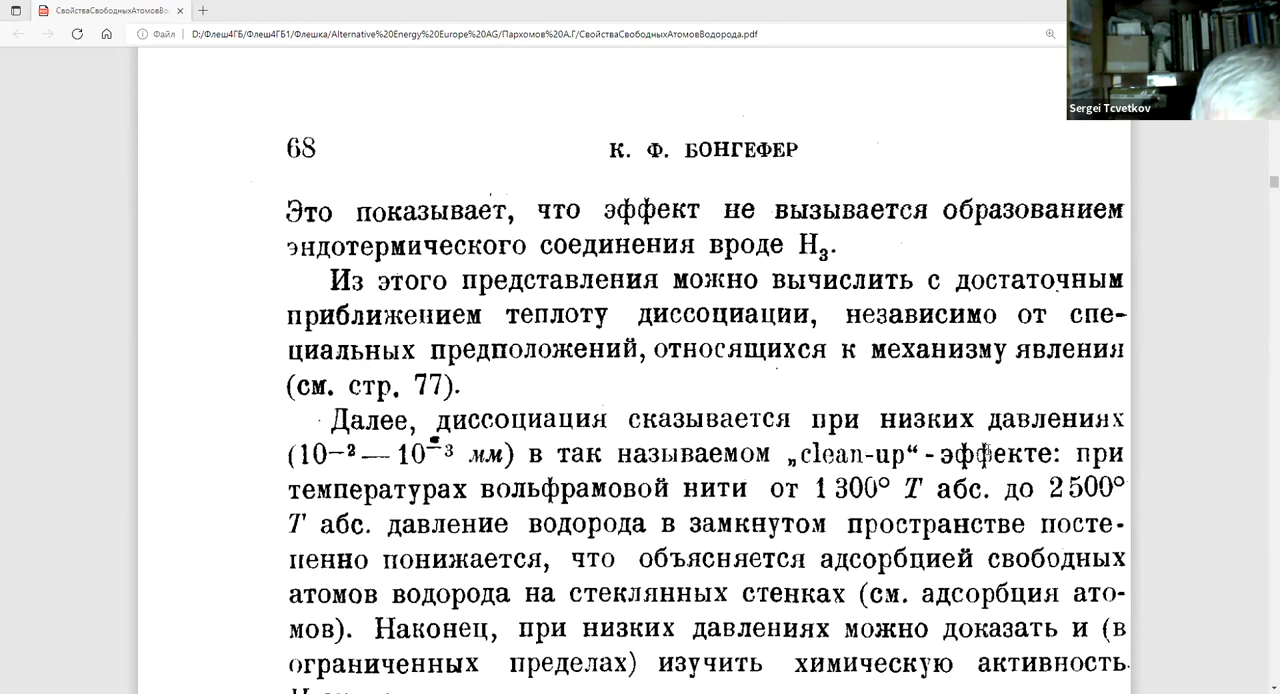 СвойстваСвободныхАтомовВо
Файл
D:/Флеш4ГБ/Флеш4ГБ1/Флешка/Alternative%20Energy%20Europe%20AG/Пархомов%20А.Г/СвойстваСвободныхАтомовВодорода.pdf
Sergei Tcvetkov
68 К. Ф. БОНГЕФЕР
Это показывает, что эффект не вызывается образованием
эндотермического соединения вроде H₃.
Из этого представления можно вычислить с достаточным
приближением теплоту диссоциации, независимо от спе-
циальных предположений, относящихся к механизму явления
(см. стр. 77).
Далее, диссоциация сказывается при низких давлениях
(10⁻² — 10⁻³ мм) в так называемом „clean-up“ - эффекте: при
температурах вольфрамовой нити от 1 300° T абс. до 2 500°
T абс. давление водорода в замкнутом пространстве посте-
пенно понижается, что объясняется адсорбцией свободных
атомов водорода на стеклянных стенках (см. адсорбция ато-
мов). Наконец, при низких давлениях можно доказать и (в
ограниченных пределах) изучить химическую активность